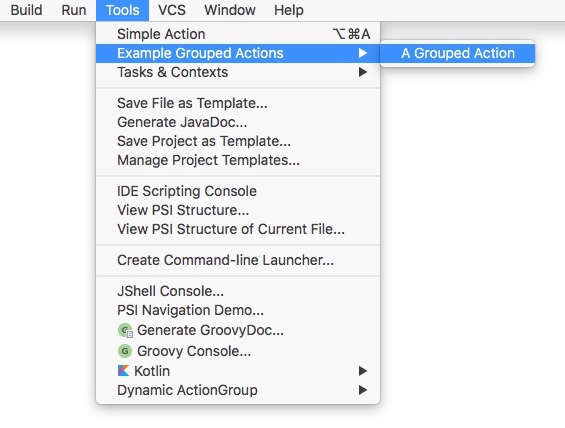 Build Run Tools VCS Window Help
Simple Action ⌥⌘A
Example Grouped Actions ▶ A Grouped Action
Tasks & Contexts ▶
Save File as Template...
Generate JavaDoc...
Save Project as Template...
Manage Project Templates...
IDE Scripting Console
View PSI Structure...
View PSI Structure of Current File...
Create Command-line Launcher...
JShell Console...
PSI Navigation Demo...
Generate GroovyDoc...
G Groovy Console...
Kotlin ▶
Dynamic ActionGroup ▶